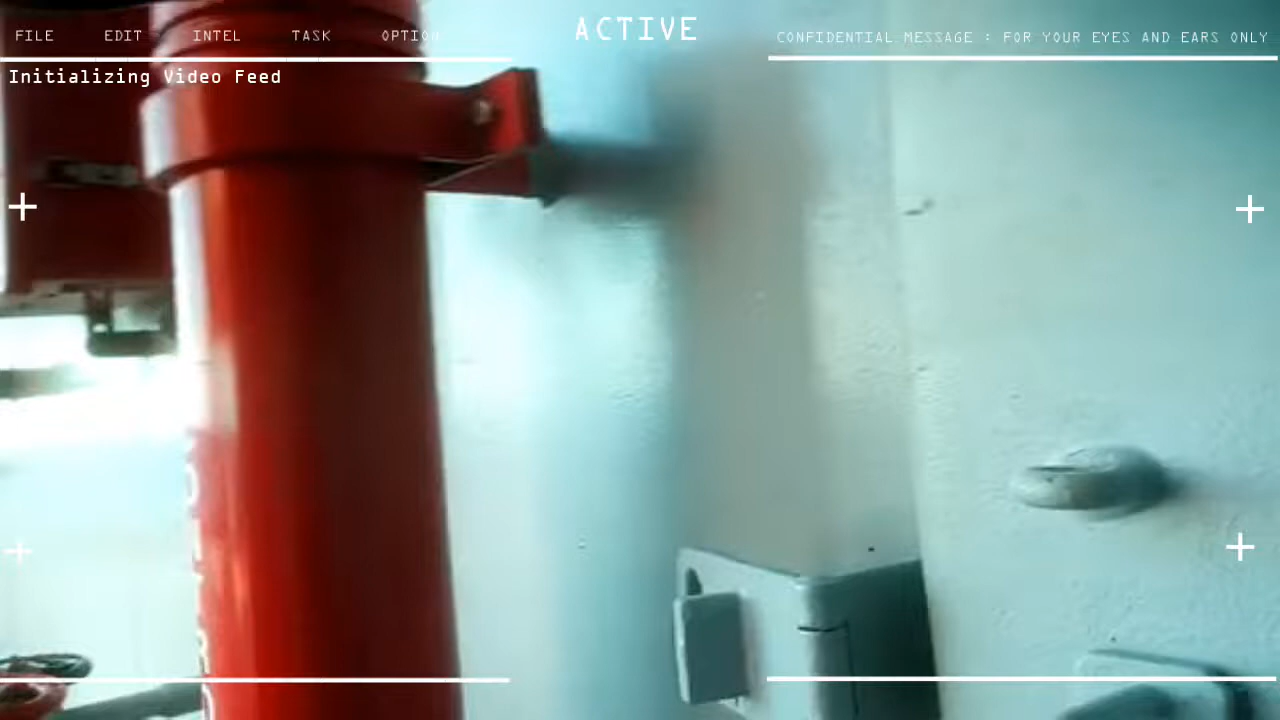 FILE EDIT INTEL TASK OPTION
ACTIVE
CONFIDENTIAL MESSAGE : FOR YOUR EYES AND EARS ONLY
Initializing Video Feed